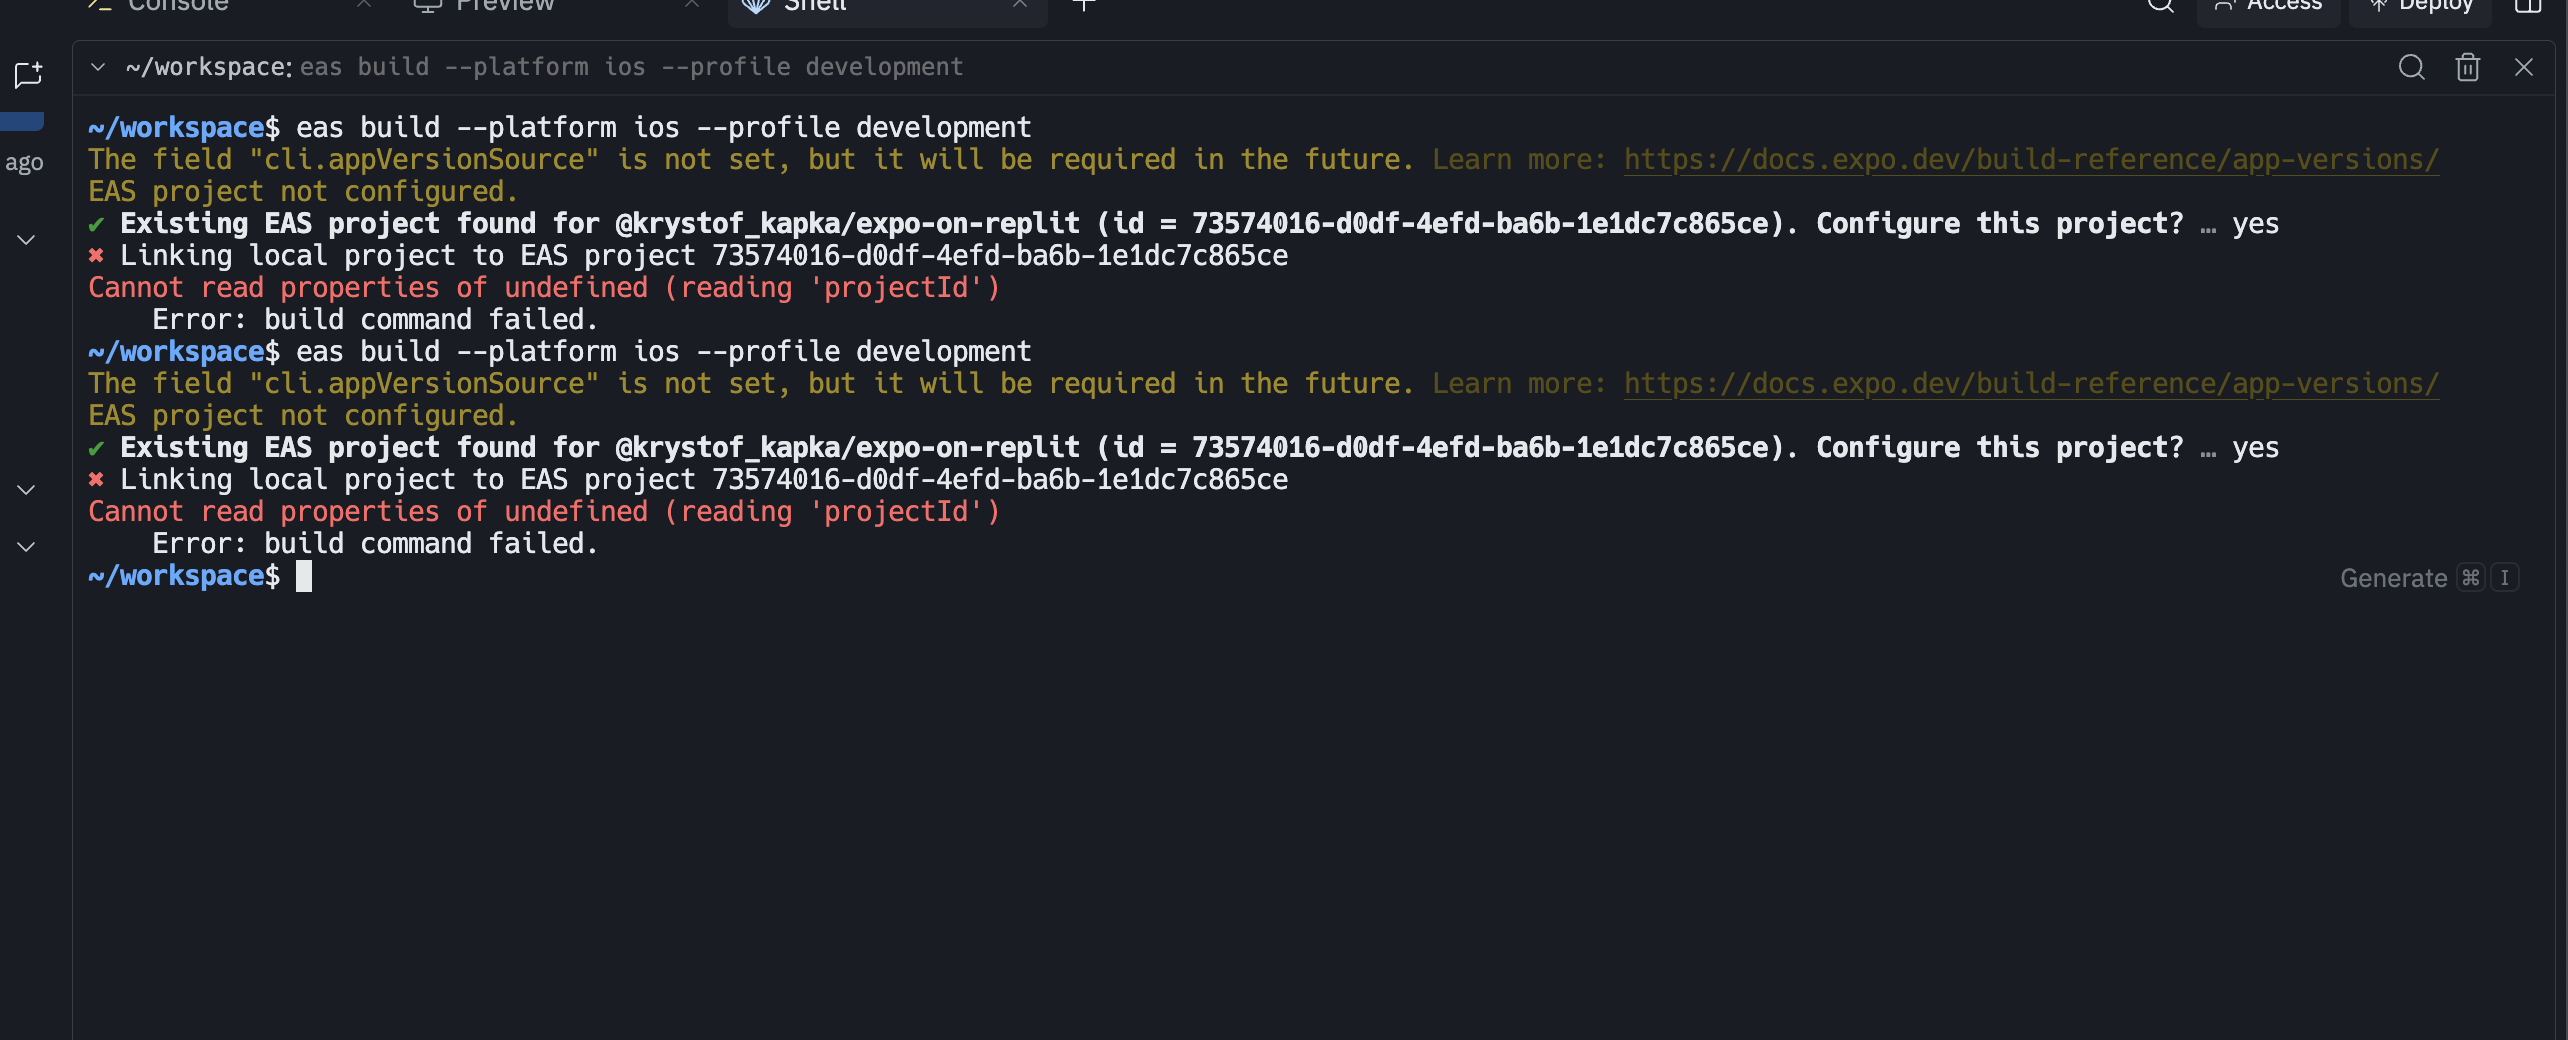 Console
Preview
Shell
Access
Deploy
~/workspace: eas build --platform ios --profile development
~/workspace$ eas build --platform ios --profile development
The field "cli.appVersionSource" is not set, but it will be required in the future. Learn more: https://docs.expo.dev/build-reference/app-versions/
ago
EAS project not configured.
✔ Existing EAS project found for @krystof_kapka/expo-on-replit (id = 73574016-d0df-4efd-ba6b-1e1dc7c865ce). Configure this project? … yes
✖ Linking local project to EAS project 73574016-d0df-4efd-ba6b-1e1dc7c865ce
Cannot read properties of undefined (reading 'projectId')
Error: build command failed.
~/workspace$ eas build --platform ios --profile development
The field "cli.appVersionSource" is not set, but it will be required in the future. Learn more: https://docs.expo.dev/build-reference/app-versions/
EAS project not configured.
✔ Existing EAS project found for @krystof_kapka/expo-on-replit (id = 73574016-d0df-4efd-ba6b-1e1dc7c865ce). Configure this project? … yes
✖ Linking local project to EAS project 73574016-d0df-4efd-ba6b-1e1dc7c865ce
Cannot read properties of undefined (reading 'projectId')
Error: build command failed.
~/workspace$
Generate ⌘ I